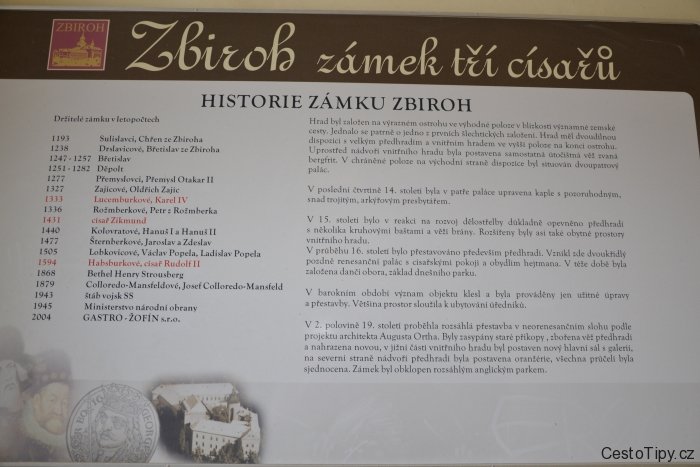 ZBIROH
Zbiroh zámek tří císařů
HISTORIE ZÁMKU ZBIROH
Držitelé zámku v letopočtech
1193 Sulislavci, Chřen ze Zbiroha
1238 Drslavicové, Břetislav ze Zbiroha
1247 - 1257 Břetislav
1251 - 1282 Děpolt
1277 Přemyslovci, Přemysl Otakar II
1327 Zajícové, Oldřich Zajíc
1333 Lucemburkové, Karel IV
1336 Rožmberkové, Petr z Rožmberka
1431 císař Zikmund
1440 Kolovratové, Hanuš I a Hanuš II
1477 Šternberkové, Jaroslav a Zdeslav
1505 Lobkovicové, Václav Popela, Ladislav Popela
1594 Habsburkové, císař Rudolf II
1868 Bethel Henry Strousberg
1879 Colloredo-Mansfeldové, Josef Colloredo-Mansfeld
1943 štáb vojsk SS
1945 Ministerstvo národní obrany
2004 GASTRO - ŽOFÍN s.r.o.
Hrad byl založen na výrazném ostrohu ve výhodné poloze v blízkosti významné zemské
cesty. Jednalo se patrně o jedno z prvních šlechtických založení. Hrad měl dvoudílnou
dispozici s velkým předhradím a vnitřním hradem ve vyšší poloze na konci ostrohu.
Uprostřed nádvoří vnitřního hradu byla postavena samostatná útočištná věž zvaná
bergfrit. V chráněné poloze na východní straně dispozice byl situován dvoupatrový
palác.
V poslední čtvrtině 14. století byla v patře paláce upravena kaple s pozoruhodným,
snad trojitým, arkýřovým presbytářem.
V 15. století bylo v reakci na rozvoj dělostřelby důkladně opevněno předhradí
s několika kruhovými baštami a věží brány. Rozšířeny byly asi také obytné prostory
vnitřního hradu.
V průběhu 16. století bylo přestavováno především předhradí. Vznikl zde dvoukřídlý
pozdně renesanční palác s císařskými pokoji a obydlím hejtmana. V téže době byla
založena dančí obora, základ dnešního parku.
V barokním období význam objektu klesl a byla prováděny jen užitné úpravy
a přestavby. Většina prostor sloužila k ubytování úředníků.
V 2. polovině 19. století proběhla rozsáhlá přestavba v neorenesančním slohu podle
projektu architekta Augusta Ortha. Byly zasypány staré příkopy , zbořena věž předhradí
a nahrazena novou, v jižní části vnitřního hradu byl postaven nový hlavní sál s galerií,
na severní straně nádvoří předhradí byla postavena oranžérie, všechna průčelí byla
sjednocena. Zámek byl obklopen rozsáhlým anglickým parkem.
CestoTipy.cz